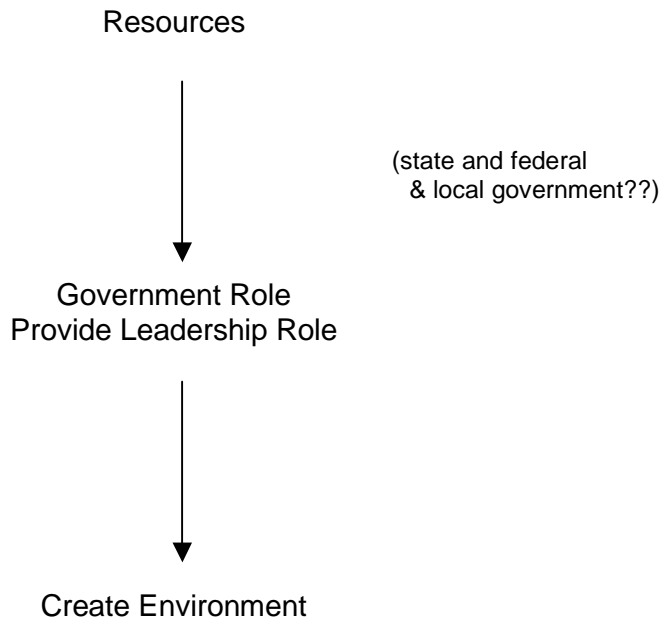 Resources
(state and federal
& local government??)
Government Role
Provide Leadership Role
Create Environment